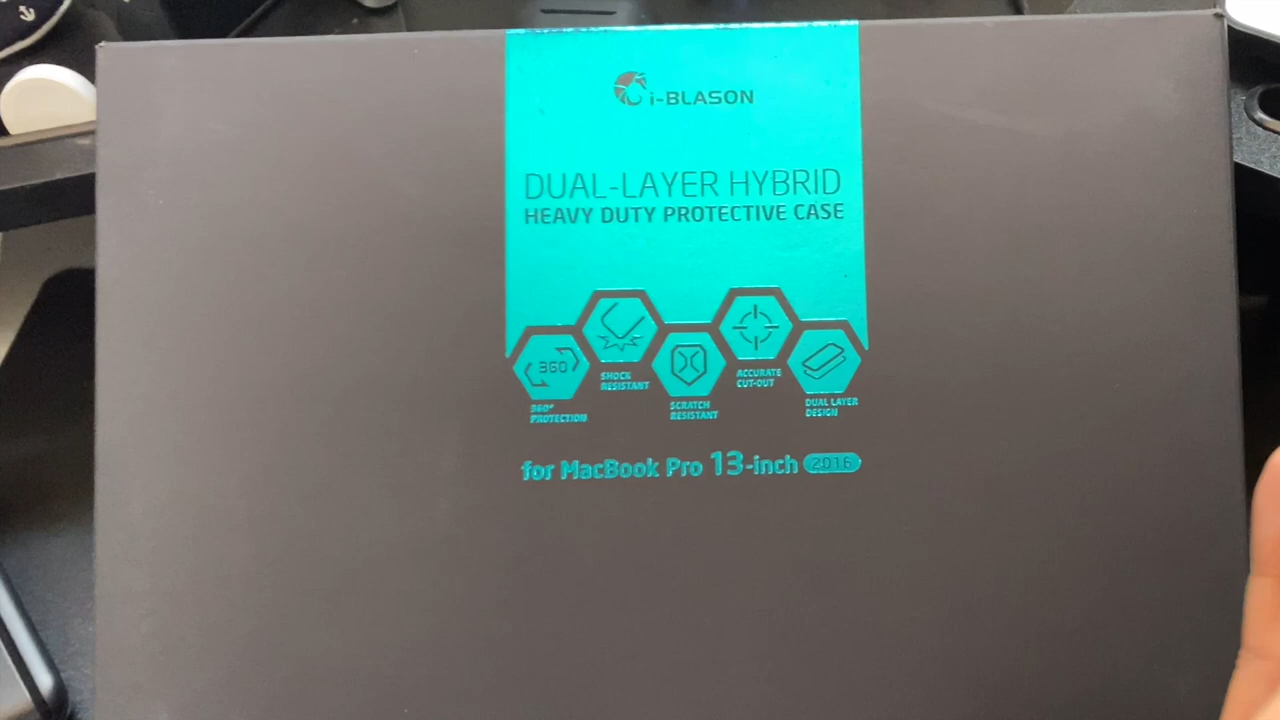 i-BLASON
DUAL-LAYER HYBRID
HEAVY DUTY PROTECTIVE CASE
360
SHOCK
RESISTANT
ACCURATE
CUT-OUT
360°
PROTECTION
SCRATCH
RESISTANT
DUAL LAYER
DESIGN
for MacBook Pro 13-inch 2016